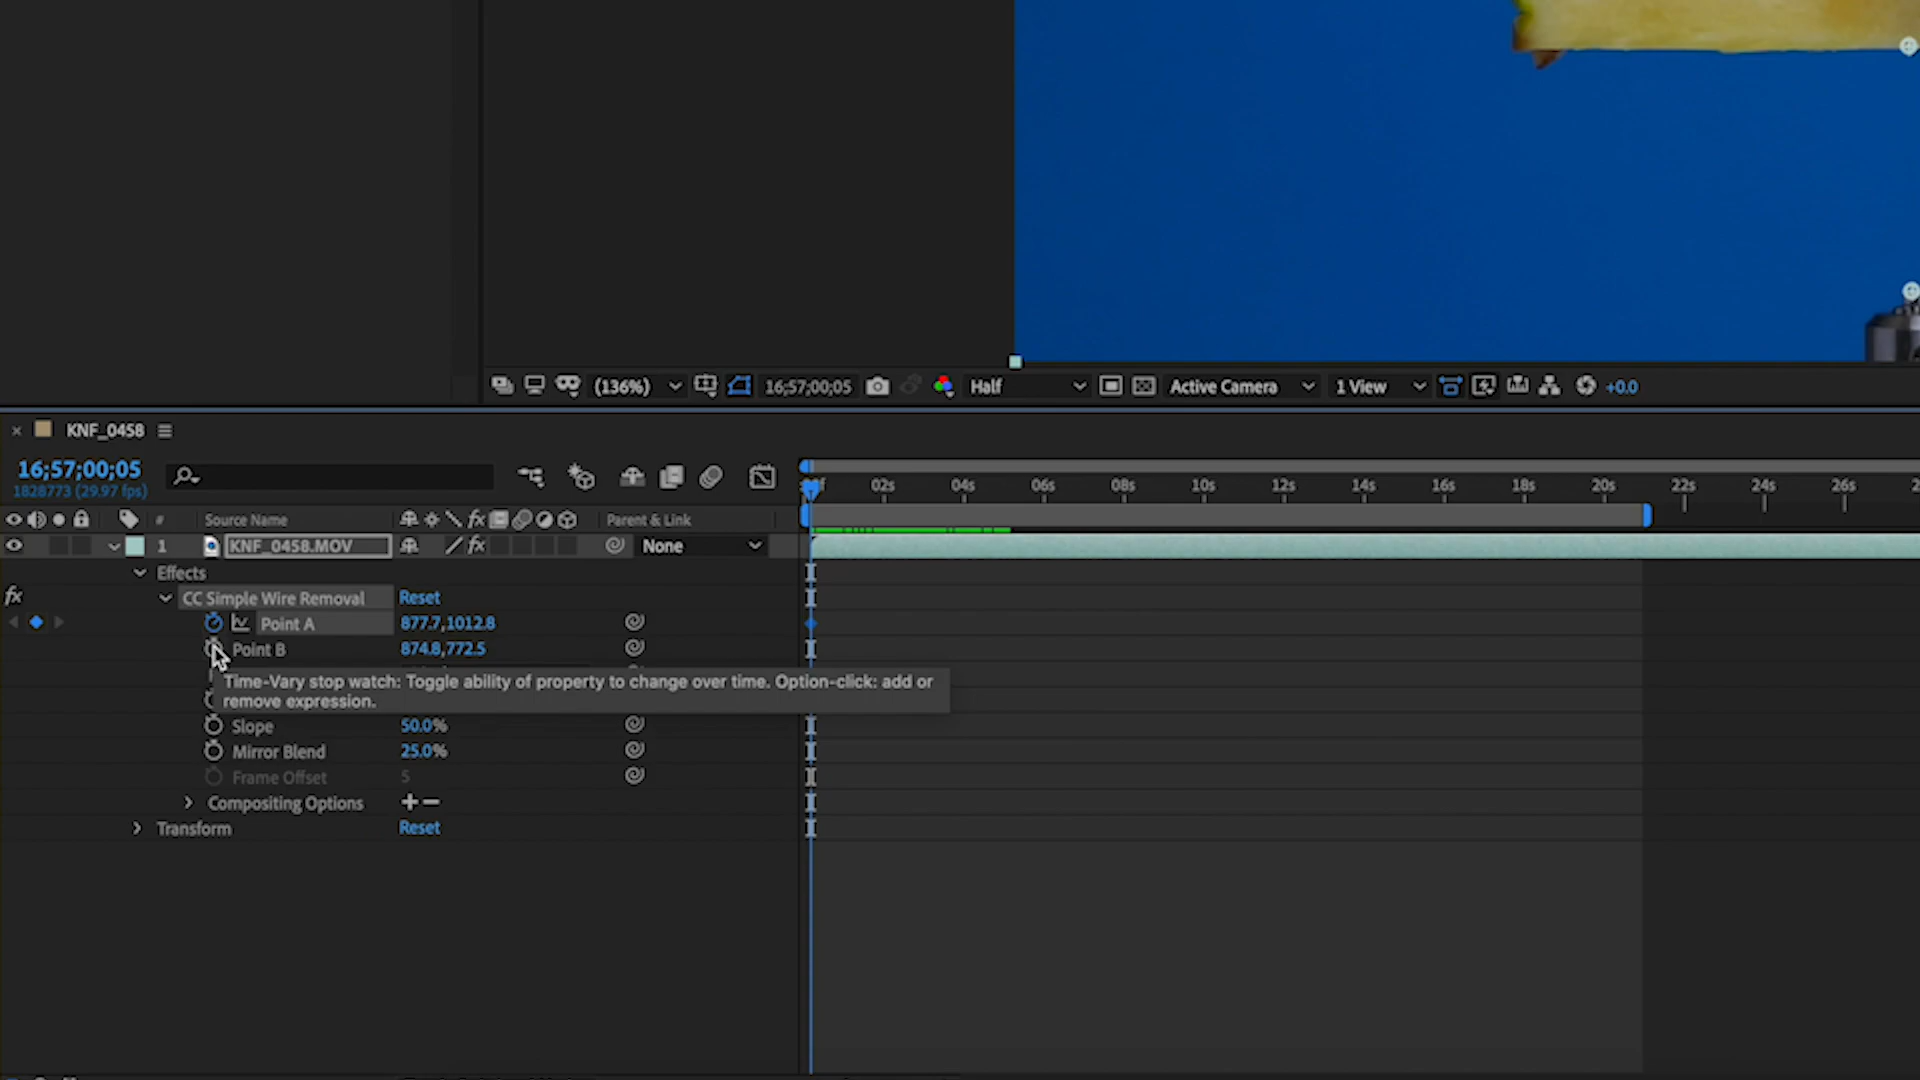 (136%) 16;57;00;05 Half Active Camera 1 View +0.0
KNF_0458
16;57;00;05
1828773 (29.97 fps)
02s 04s 06s 08s 10s 12s 14s 16s 18s 20s 22s 24s 26s
# Source Name fx Parent & Link
1 KNF_0458.MOV fx None
Effects
fx CC Simple Wire Removal Reset
Point A 877.7,1012.8
Point B 874.8,772.5
Time-Vary stop watch: Toggle ability of property to change over time. Option-click: add or
remove expression.
Slope 50.0%
Mirror Blend 25.0%
Frame Offset 5
Compositing Options + −
Transform Reset